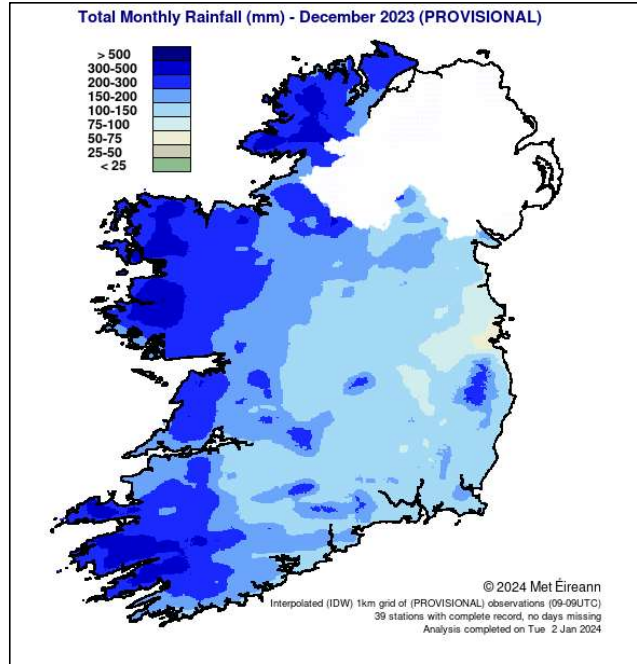 Total Monthly Rainfall (mm) - December 2023 (PROVISIONAL)
> 500
300-500
200-300
150-200
100-150
75-100
50-75
25-50
< 25
© 2024 Met Éireann
Interpolated (IDW) 1km grid of (PROVISIONAL) observations (09-09UTC)
39 stations with complete record, no days missing
Analysis completed on Tue 2 Jan 2024